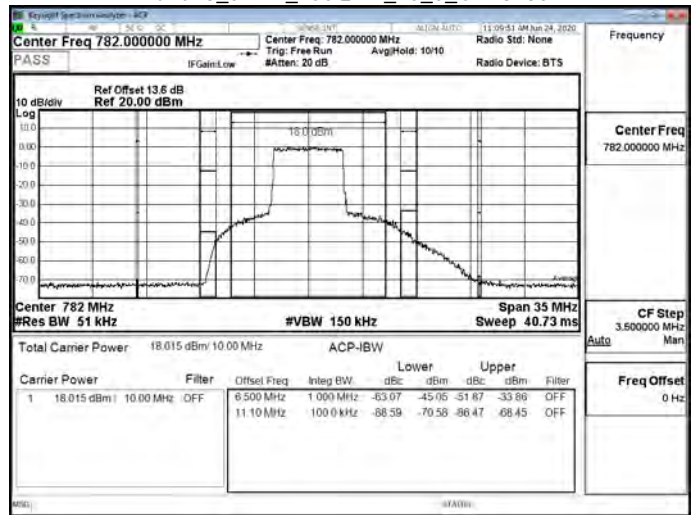 Keysight Spectrum Analyzer - ACP
SENSE:INT ALIGN AUTO 11:09:51 AM Jun 24, 2020
Center Freq 782.000000 MHz Center Freq: 782.000000 MHz Radio Std: None Frequency
Trig: Free Run Avg|Hold: 10/10
PASS IFGain:Low #Atten: 20 dB Radio Device: BTS
Ref Offset 13.6 dB
10 dB/div Ref 20.00 dBm
Log
10.0
0.00
-10.0
-20.0
-30.0
-40.0
-50.0
-60.0
-70.0
18.0 dBm
Center Freq
782.000000 MHz
Center 782 MHz Span 35 MHz
#Res BW 51 kHz #VBW 150 kHz Sweep 40.73 ms
CF Step
3.500000 MHz
Auto Man
Total Carrier Power 18.015 dBm/ 10.00 MHz ACP-IBW
Lower Upper
Carrier Power Filter Offset Freq Integ BW dBc dBm dBc dBm Filter
1 18.015 dBm / 10.00 MHz OFF 6.500 MHz 1.000 MHz -63.07 -45.05 -51.87 -33.86 OFF
11.10 MHz 100.0 kHz -88.59 -70.58 -86.47 -68.45 OFF
Freq Offset
0 Hz
MSG STATUS